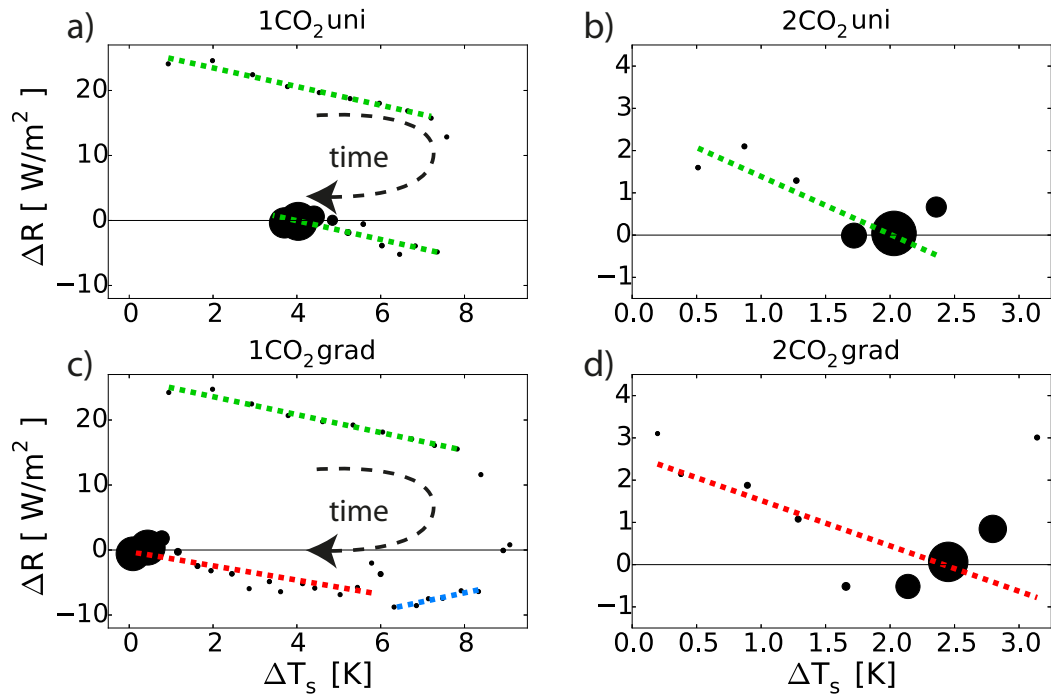 a) 1CO₂uni
20
10
0
−10
ΔR [ W/m² ]
time
0 2 4 6 8
b) 2CO₂uni
4
3
2
1
0
−1
0.0 0.5 1.0 1.5 2.0 2.5 3.0
c) 1CO₂grad
20
10
0
−10
ΔR [ W/m² ]
time
0 2 4 6 8
ΔTₛ [K]
d) 2CO₂grad
4
3
2
1
0
−1
0.0 0.5 1.0 1.5 2.0 2.5 3.0
ΔTₛ [K]